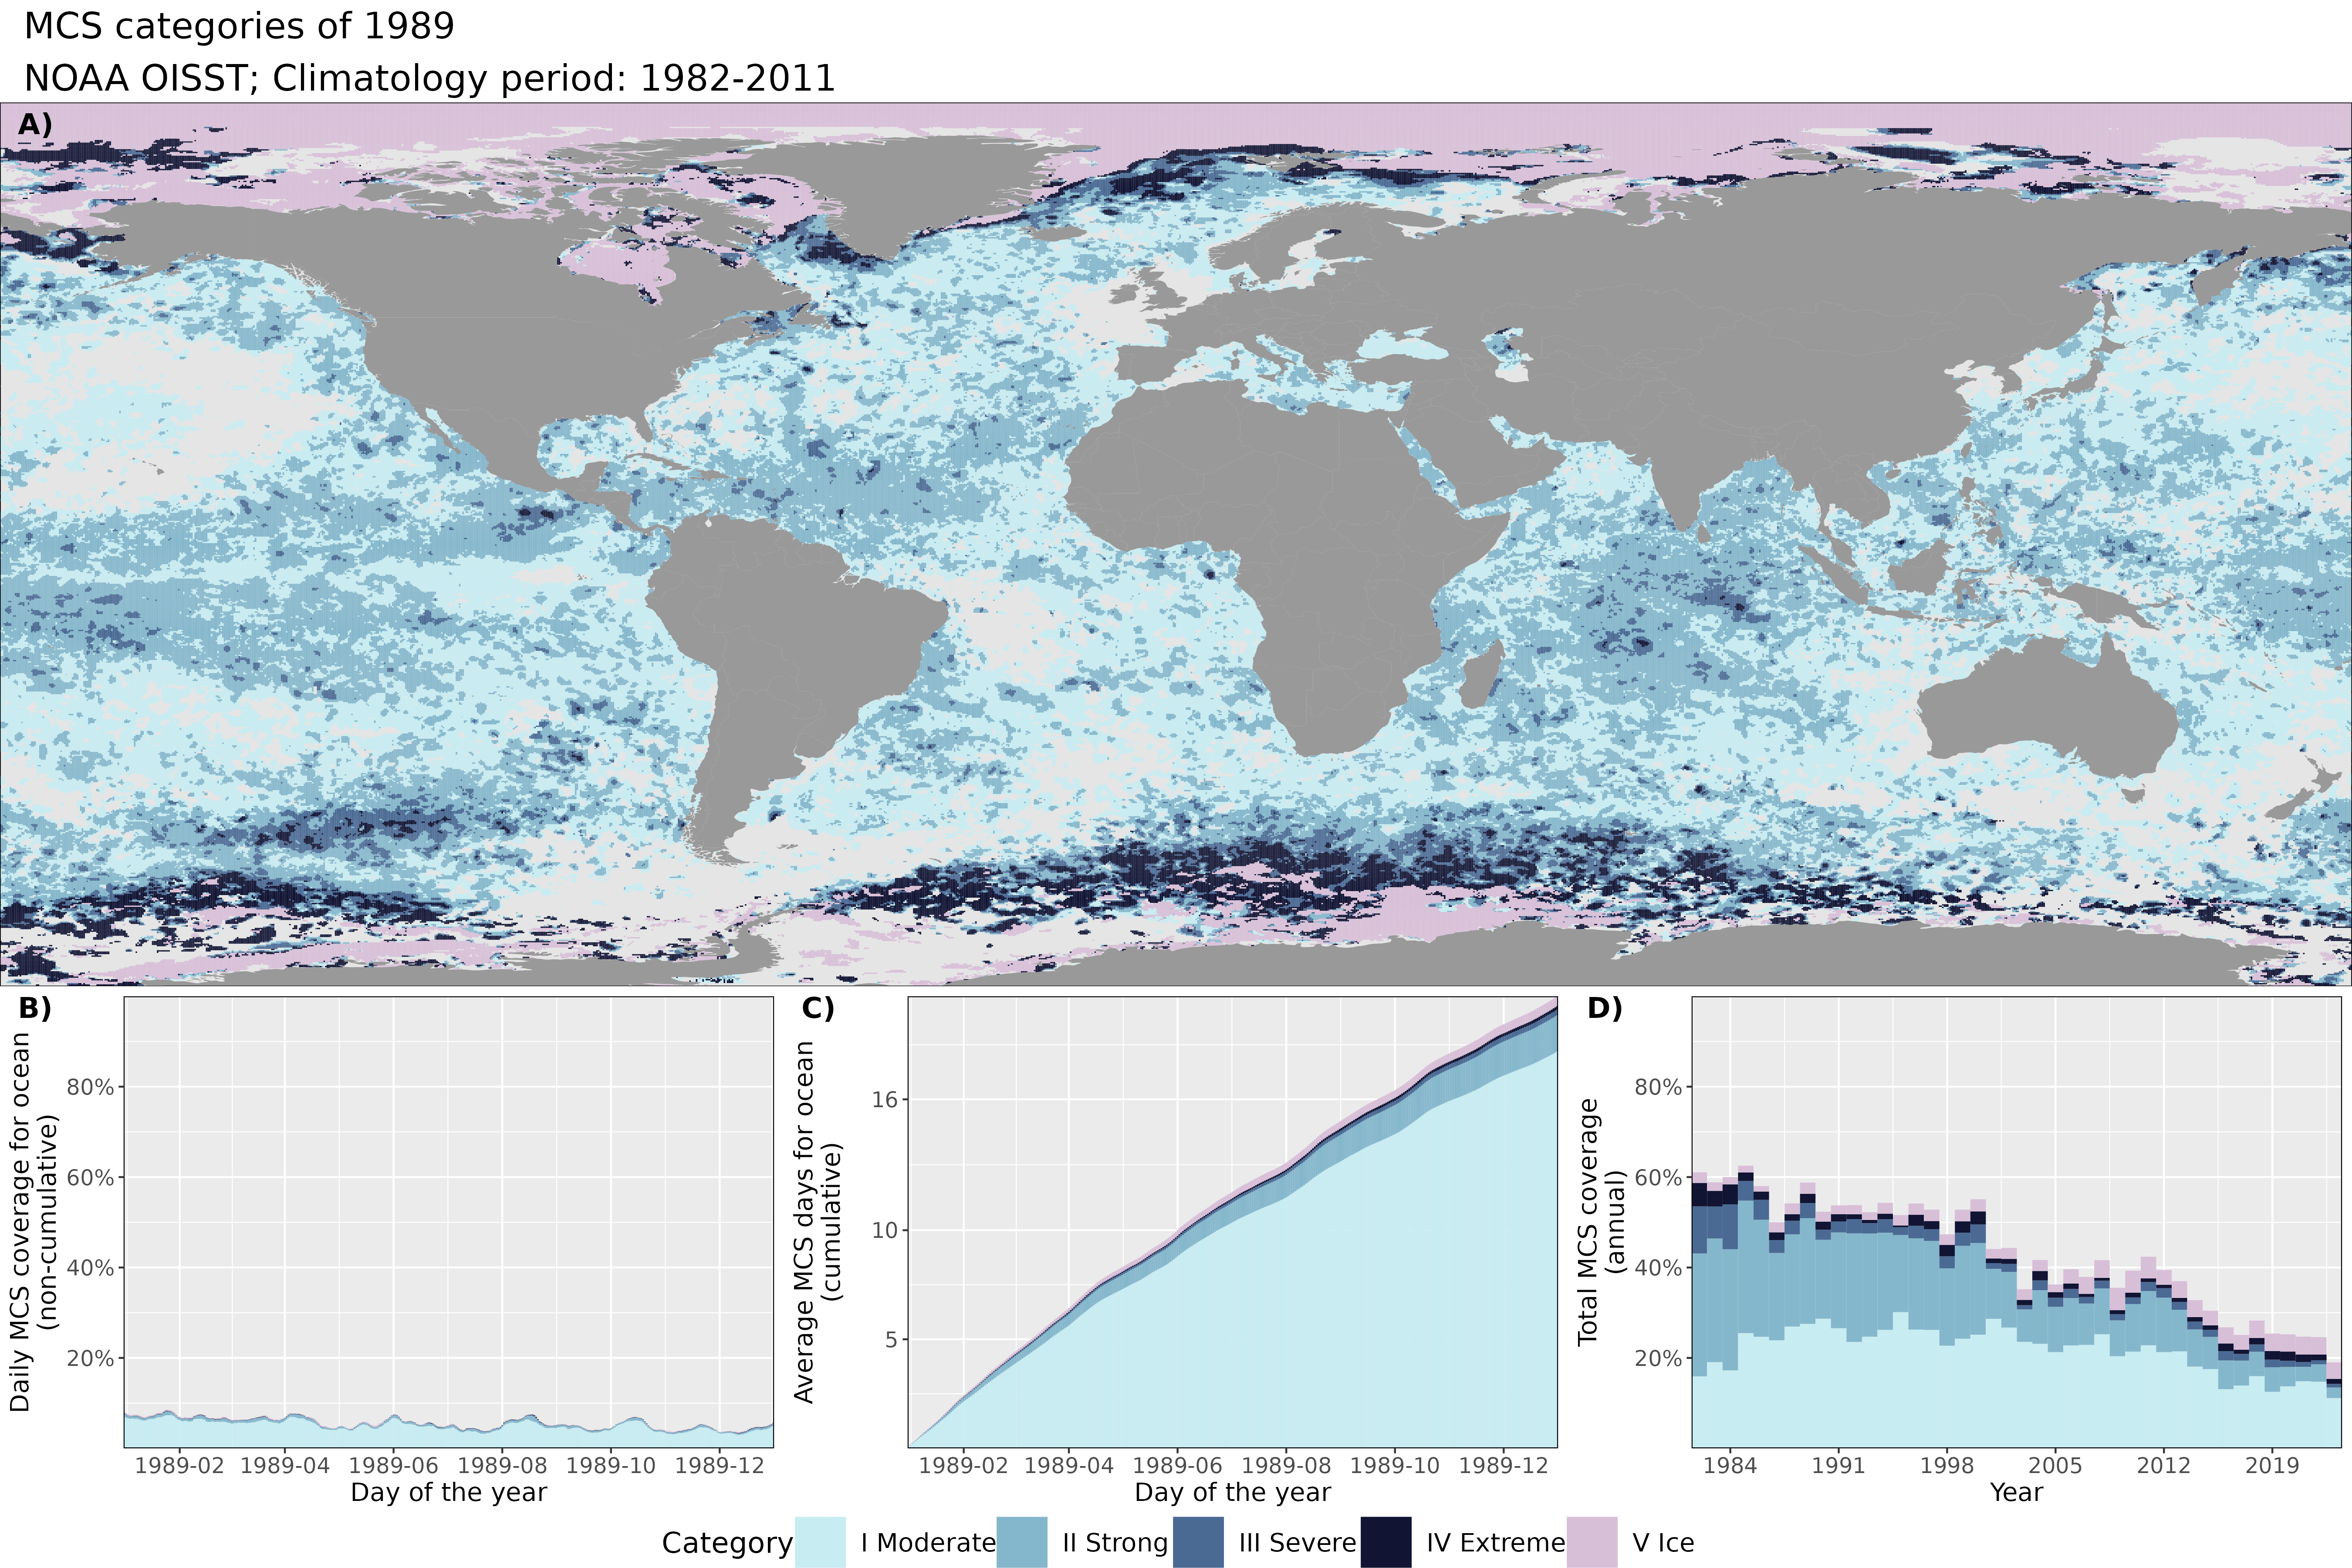 MCS categories of 1989
NOAA OISST; Climatology period: 1982-2011
A)
B)
Daily MCS coverage for ocean
(non-cumulative)
80%
60%
40%
20%
1989-02 1989-04 1989-06 1989-08 1989-10 1989-12
Day of the year
C)
Average MCS days for ocean
(cumulative)
16
10
5
1989-02 1989-04 1989-06 1989-08 1989-10 1989-12
Day of the year
D)
Total MCS coverage
(annual)
80%
60%
40%
20%
1984 1991 1998 2005 2012 2019
Year
Category I Moderate II Strong III Severe IV Extreme V Ice